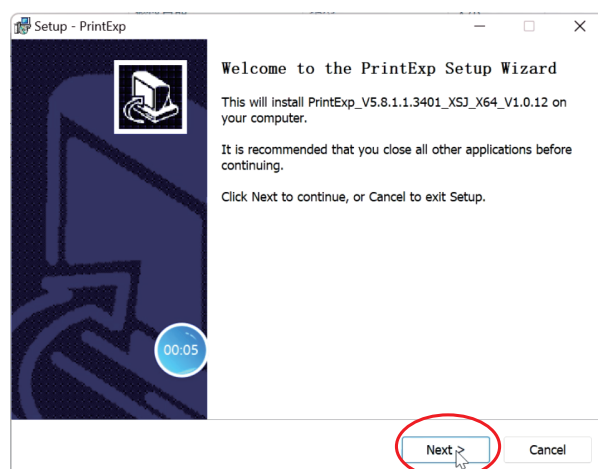 Setup - PrintExp
Welcome to the PrintExp Setup Wizard
This will install PrintExp_V5.8.1.1.3401_XSJ_X64_V1.0.12 on
your computer.
It is recommended that you close all other applications before
continuing.
Click Next to continue, or Cancel to exit Setup.
00:05
Next >
Cancel